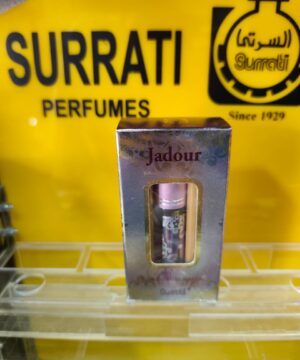 SURRATI
PERFUMES
السرتي
Surrati
Since 1929
Jadour
Surrati